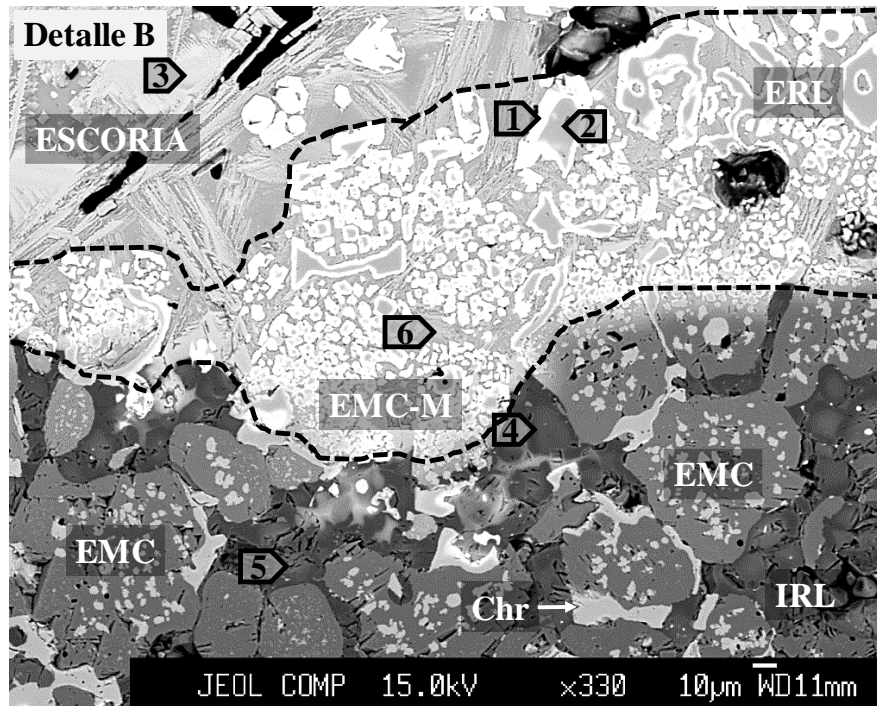 Detalle B
3
ESCORIA
1
2
ERL
6
EMC-M
4
EMC
EMC
5
Chr
IRL
JEOL COMP 15.0kV ×330 10µm WD11mm